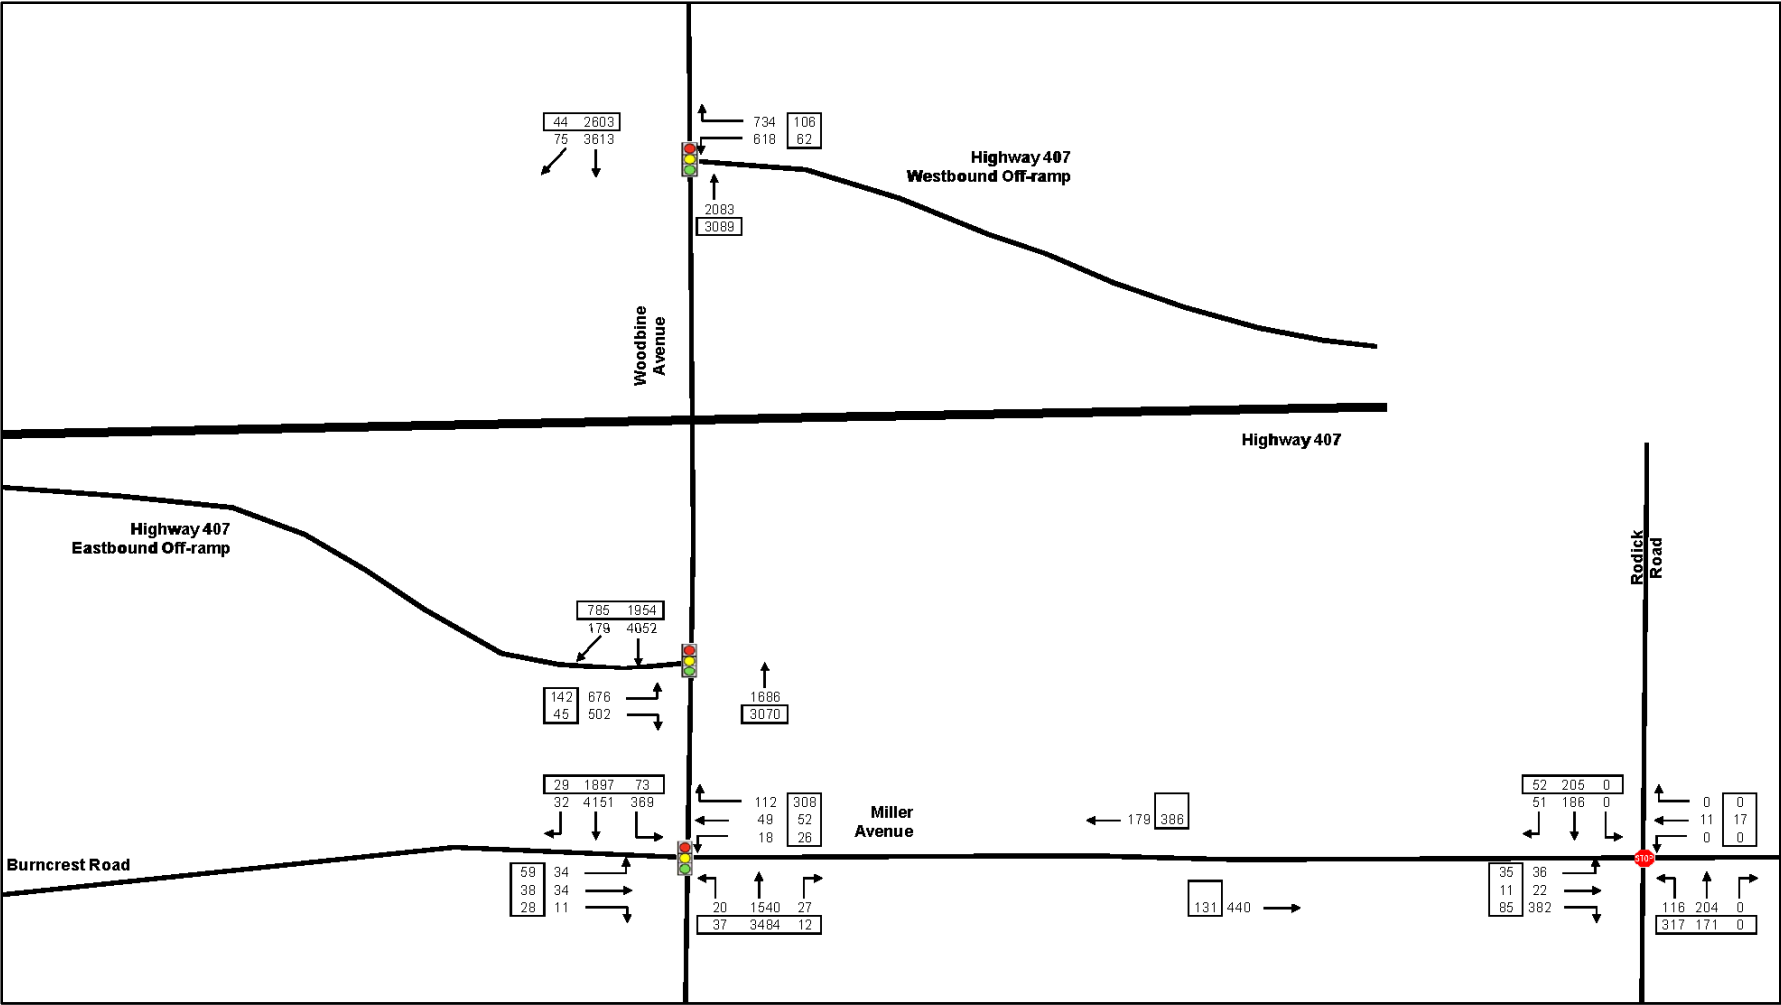 44 2603
75 3613
734 106
618 62
Highway 407
Westbound Off-ramp
2083
3089
Woodbine
Avenue
Highway 407
Highway 407
Eastbound Off-ramp
Rodick
Road
785 1954
179 4052
142 676
45 502
1686
3070
29 1897 73
32 4151 369
112 308
49 52
18 26
Miller
Avenue
179 386
52 205 0
51 186 0
0 0
11 17
0 0
Burncrest Road
STOP
59 34
38 34
28 11
20 1540 27
37 3484 12
131 440
35 36
11 22
85 382
116 204 0
317 171 0